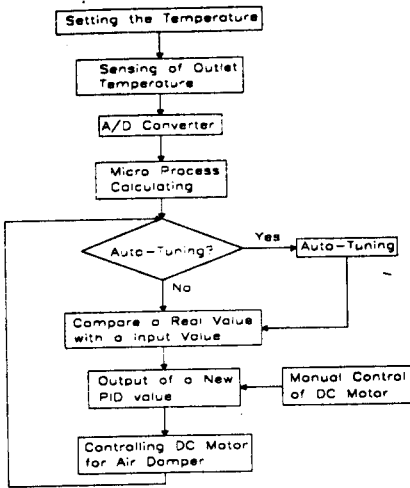 Setting the Temperature
Sensing of Outlet
Temperature
A/D Converter
Micro Process
Calculating
Auto-Tuning?
Yes
Auto-Tuning
No
Compare a Real Value
with a Input Value
Output of a New
PID value
Manual Control
of DC Motor
Controlling DC Motor
for Air Damper